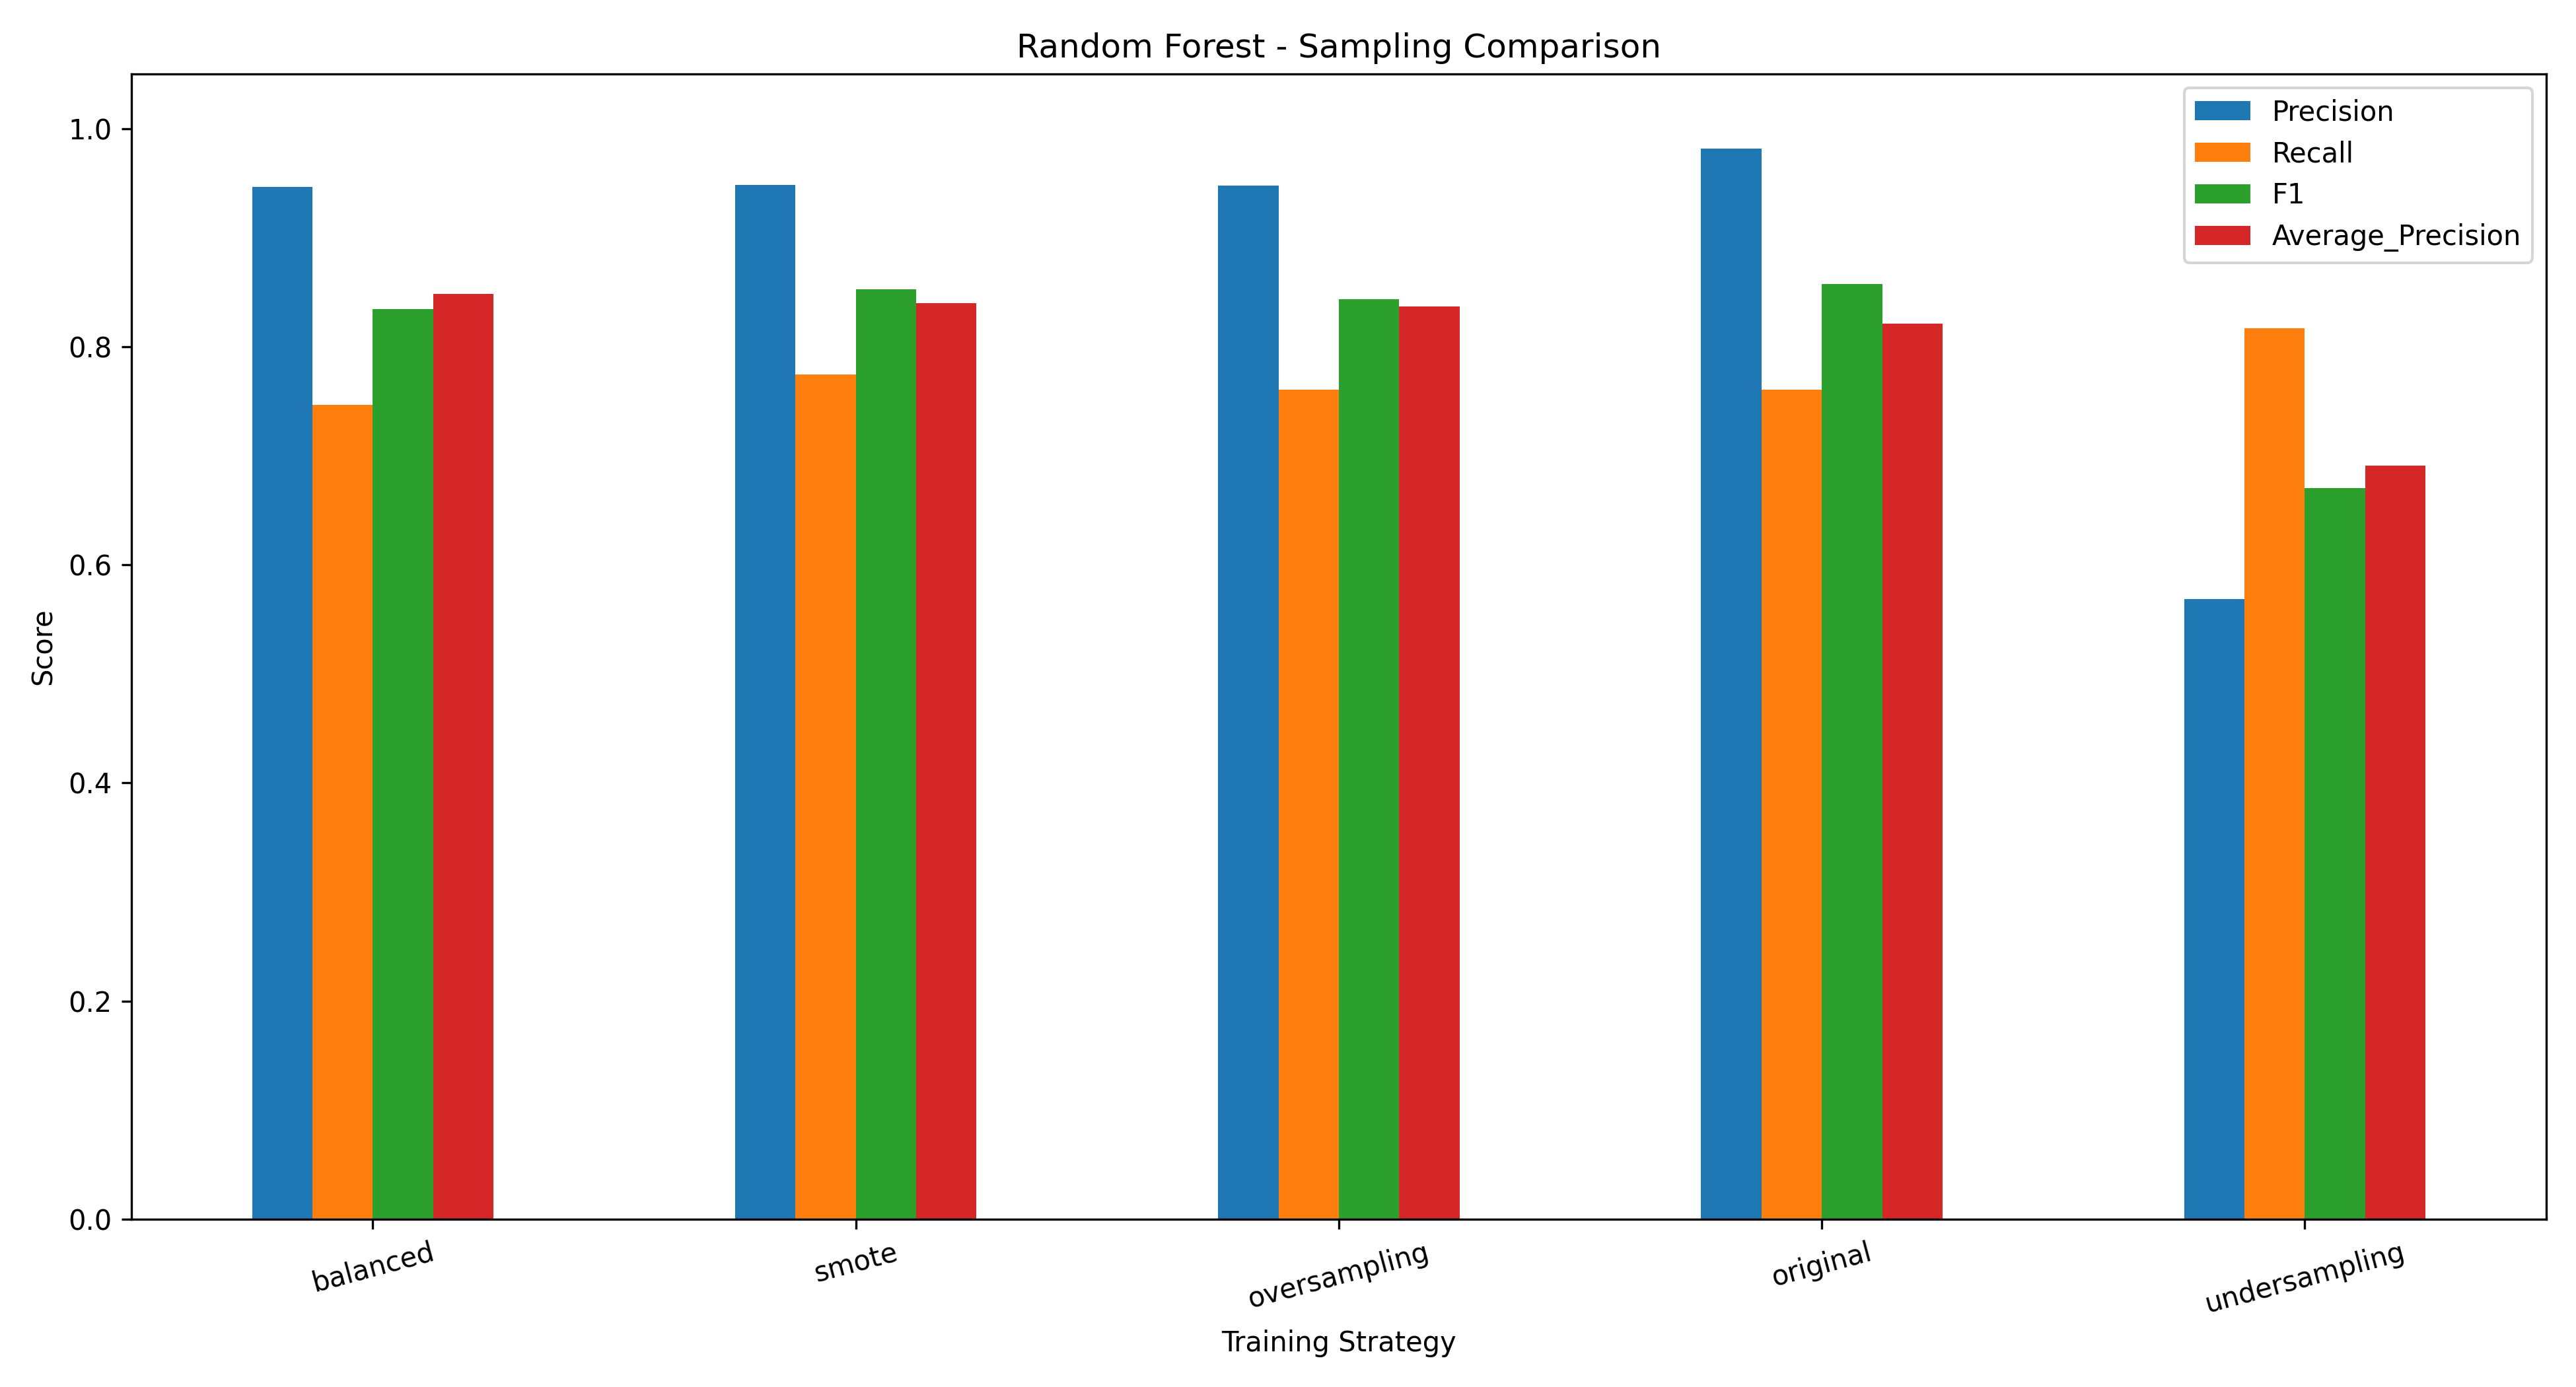 Random Forest - Sampling Comparison
1.0
0.8
0.6
0.4
0.2
0.0
Score
Precision
Recall
F1
Average_Precision
balanced
smote
oversampling
original
undersampling
Training Strategy